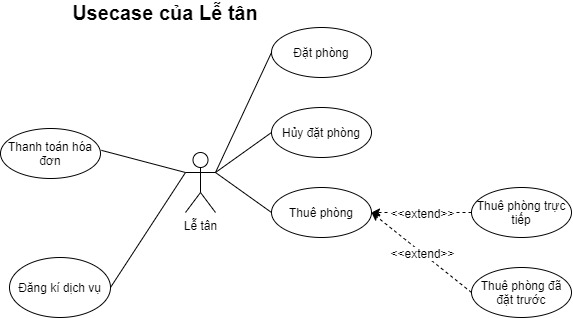 Usecase của Lễ tân
Đặt phòng
Hủy đặt phòng
Thanh toán hóa
đơn
Lễ tân
Thuê phòng
<<extend>>
Thuê phòng trực
tiếp
<<extend>>
Đăng kí dịch vụ
Thuê phòng đã
đặt trước